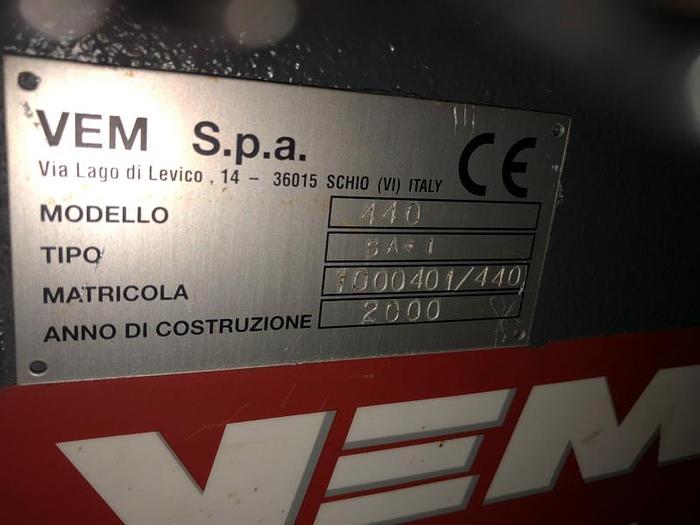 VEM S.p.a.
Via Lago di Levico , 14 – 36015 SCHIO (VI) ITALY
CE
MODELLO 440
TIPO
MATRICOLA 1000401/440
ANNO DI COSTRUZIONE 2000
VEM